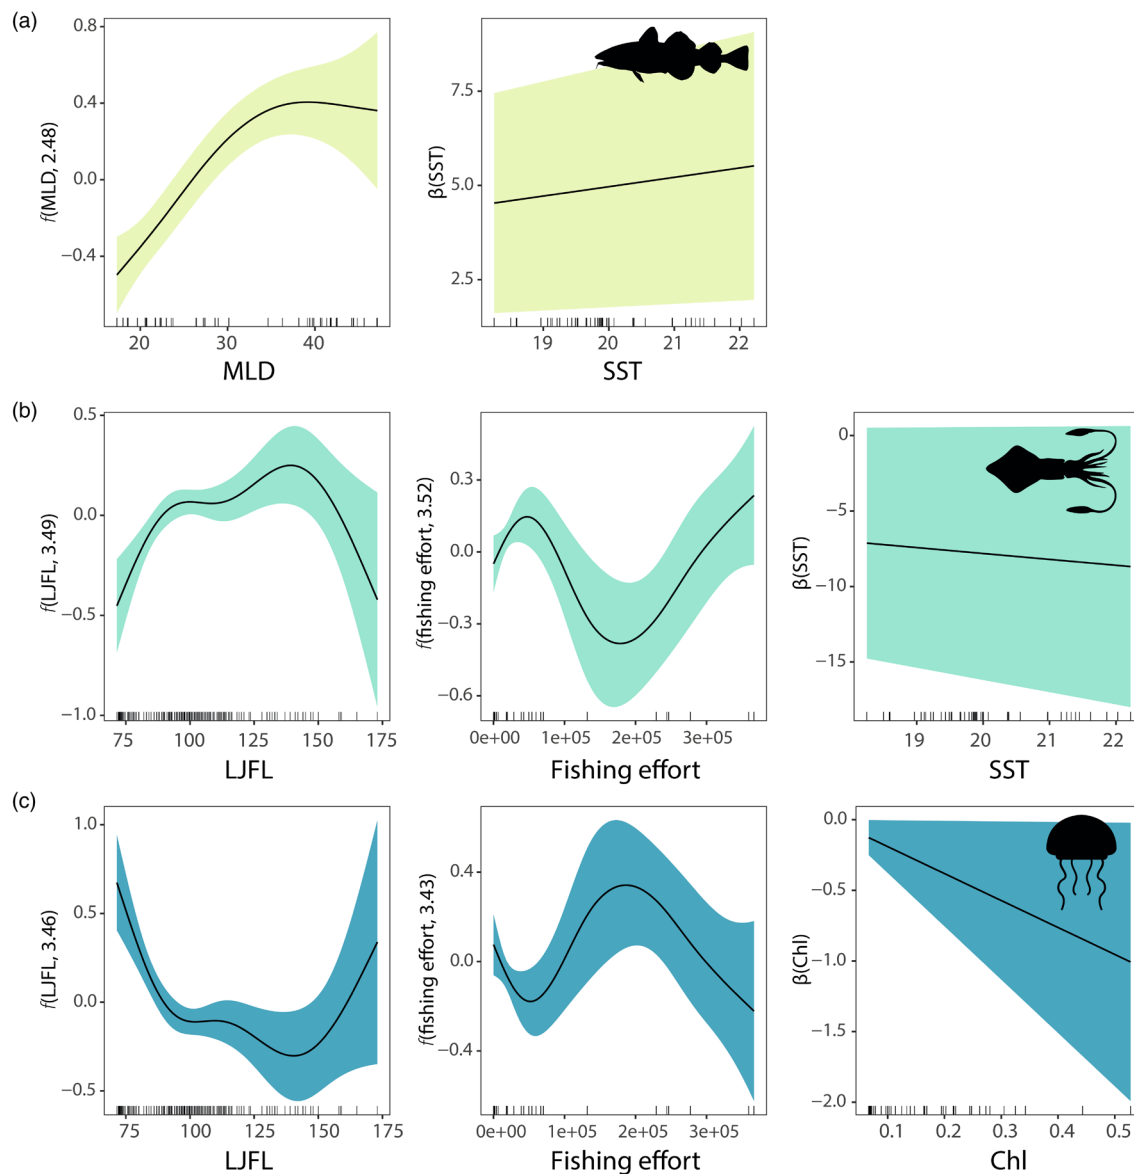 (a)
f(MLD, 2.48)
0.8
0.4
0.0
−0.4
20 30 40
MLD
β(SST)
7.5
5.0
2.5
19 20 21 22
SST
(b)
f(LJFL, 3.49)
0.5
0.0
−0.5
−1.0
75 100 125 150 175
LJFL
f(fishing effort, 3.52)
0.3
0.0
−0.3
−0.6
0e+00 1e+05 2e+05 3e+05
Fishing effort
β(SST)
0
−5
−10
−15
19 20 21 22
SST
(c)
f(LJFL, 3.46)
1.0
0.5
0.0
−0.5
75 100 125 150 175
LJFL
f(fishing effort, 3.43)
0.4
0.0
−0.4
0e+00 1e+05 2e+05 3e+05
Fishing effort
β(Chl)
0.0
−0.5
−1.0
−1.5
−2.0
0.1 0.2 0.3 0.4 0.5
Chl